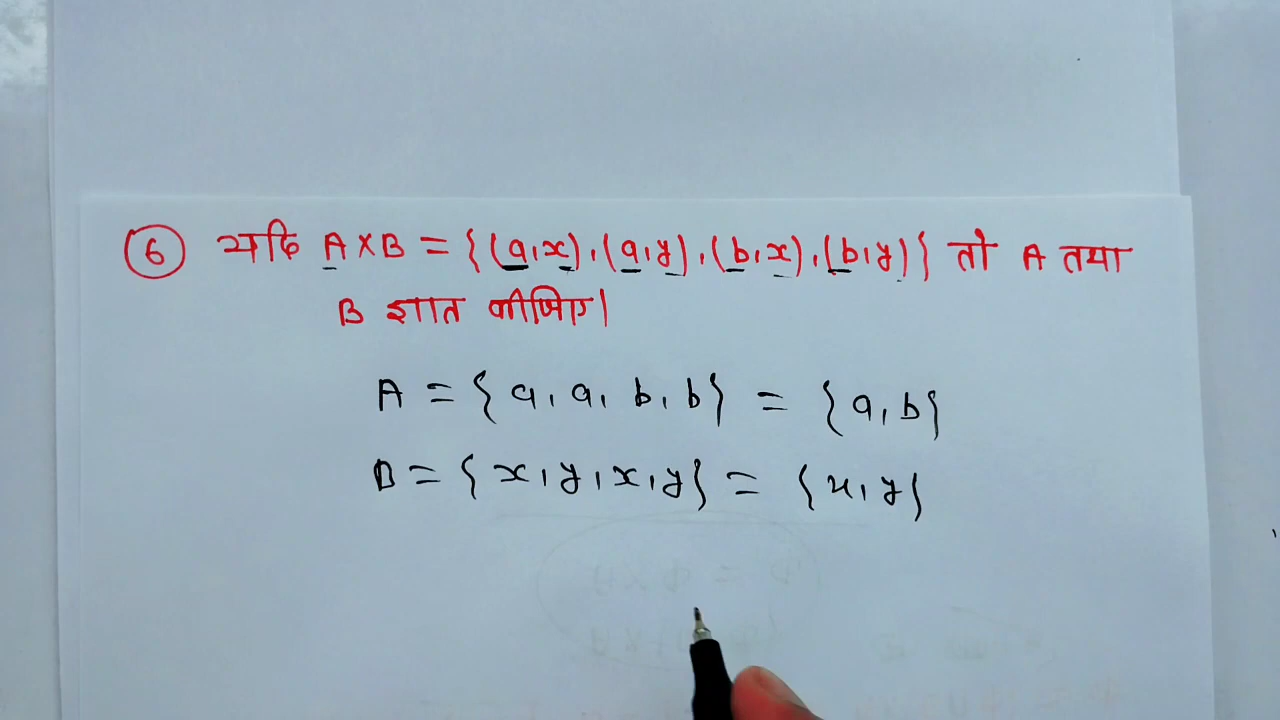 6 यदि A×B = {(a,x),(a,y),(b,x),(b,y)} तो A तथा
B ज्ञात कीजिए।
A = {a, a, b, b} = {a, b}
B = {x, y, x, y} = {x, y}